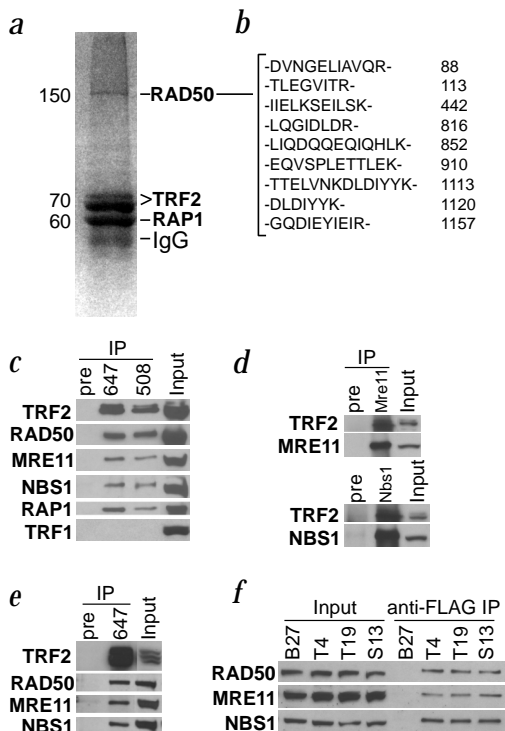 a
150
RAD50
70
TRF2
60
RAP1
IgG
b
-DVNGELIAVQR- 88
-TLEGVITR- 113
-IIELKSEILSK- 442
-LQGIDLDR- 816
-LIQDQQEQIQHLK- 852
-EQVSPLETTLEK- 910
-TTELVNKDLDIYYK- 1113
-DLDIYYK- 1120
-GQDIEYIEIR- 1157
c
IP
pre 647 508 Input
TRF2
RAD50
MRE11
NBS1
RAP1
TRF1
d
IP
pre Mre11 Input
TRF2
MRE11
pre Nbs1 Input
TRF2
NBS1
e
IP
pre 647 Input
TRF2
RAD50
MRE11
NBS1
f
Input anti-FLAG IP
B27 T4 T19 S13 B27 T4 T19 S13
RAD50
MRE11
NBS1